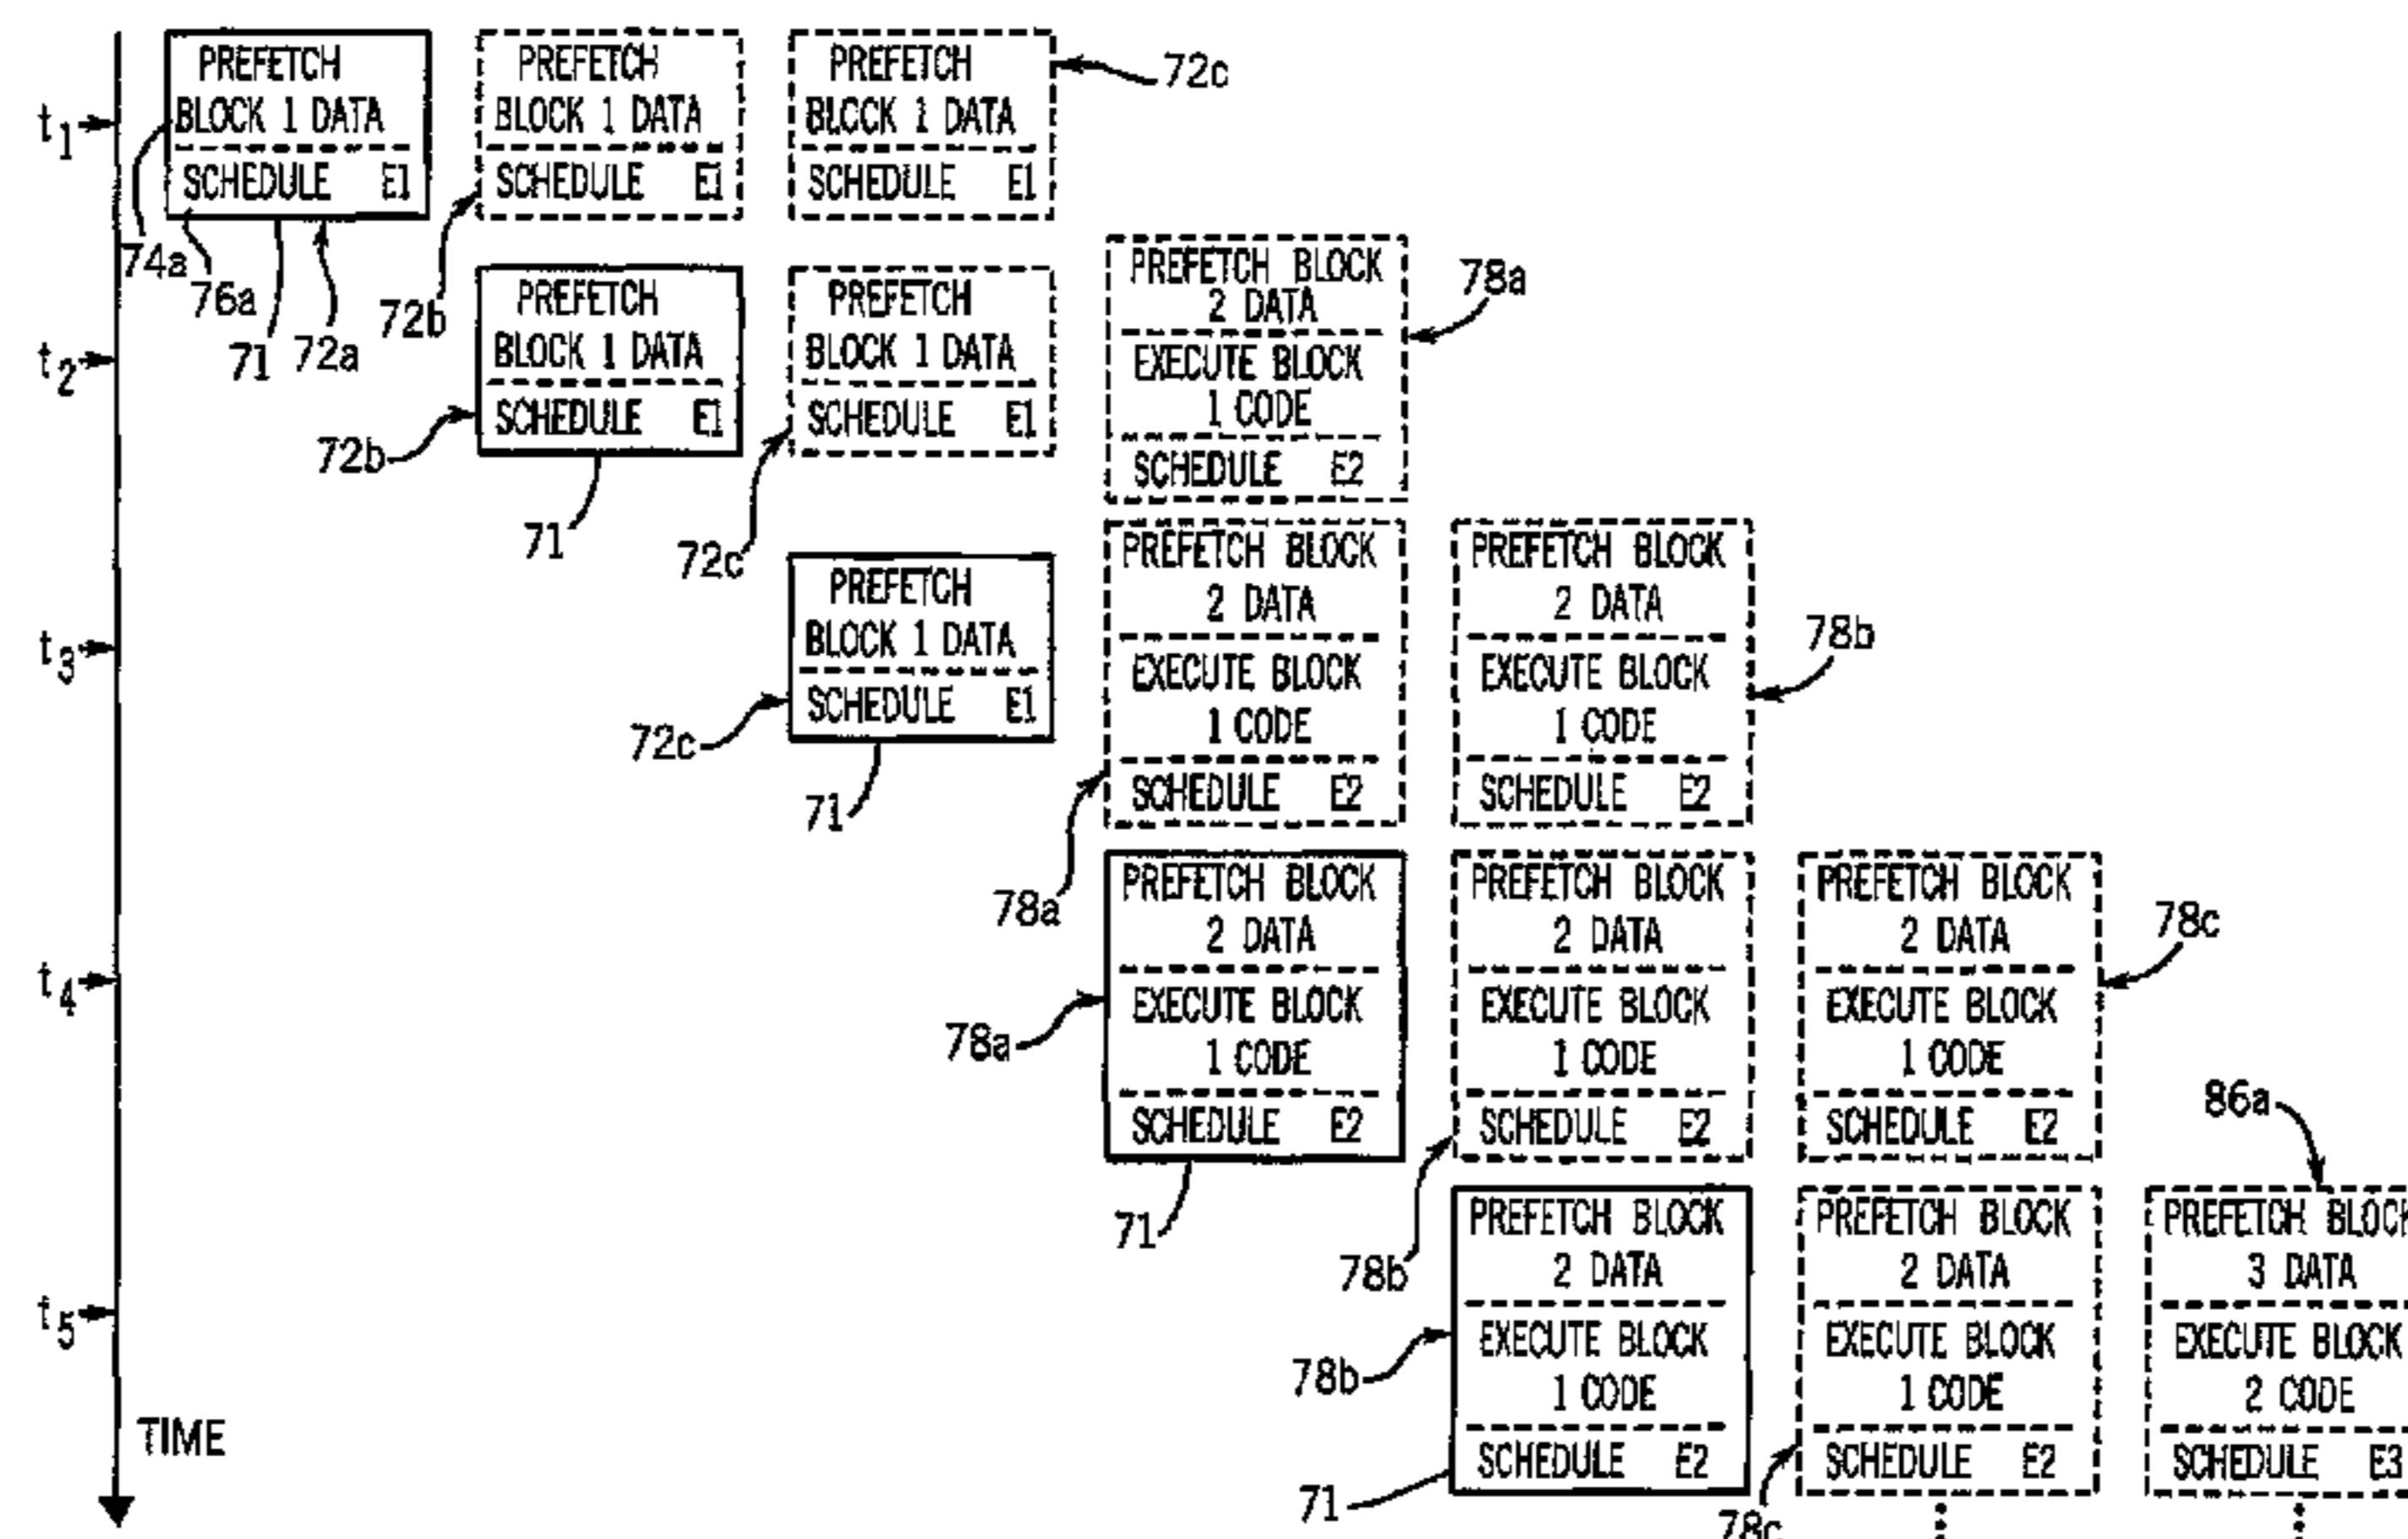 PREFETCH
BLOCK 1 DATA
SCHEDULE E1
PREFETCH
BLOCK 1 DATA
SCHEDULE E1
PREFETCH
BLOCK 1 DATA
SCHEDULE E1
72c
t1
74a
76a
71
72a
72b
t2
PREFETCH
BLOCK 1 DATA
SCHEDULE E1
PREFETCH
BLOCK 1 DATA
SCHEDULE E1
PREFETCH BLOCK
2 DATA
EXECUTE BLOCK
1 CODE
SCHEDULE E2
78a
72b
71
72c
t3
PREFETCH
BLOCK 1 DATA
SCHEDULE E1
PREFETCH BLOCK
2 DATA
EXECUTE BLOCK
1 CODE
SCHEDULE E2
PREFETCH BLOCK
2 DATA
EXECUTE BLOCK
1 CODE
SCHEDULE E2
78b
72c
71
78a
t4
PREFETCH BLOCK
2 DATA
EXECUTE BLOCK
1 CODE
SCHEDULE E2
PREFETCH BLOCK
2 DATA
EXECUTE BLOCK
1 CODE
SCHEDULE E2
PREFETCH BLOCK
2 DATA
EXECUTE BLOCK
1 CODE
SCHEDULE E2
78c
78a
86a
71
78b
t5
PREFETCH BLOCK
2 DATA
EXECUTE BLOCK
1 CODE
SCHEDULE E2
PREFETCH BLOCK
2 DATA
EXECUTE BLOCK
1 CODE
SCHEDULE E2
PREFETCH BLOCK
3 DATA
EXECUTE BLOCK
2 CODE
SCHEDULE E3
78b
TIME
71
78c